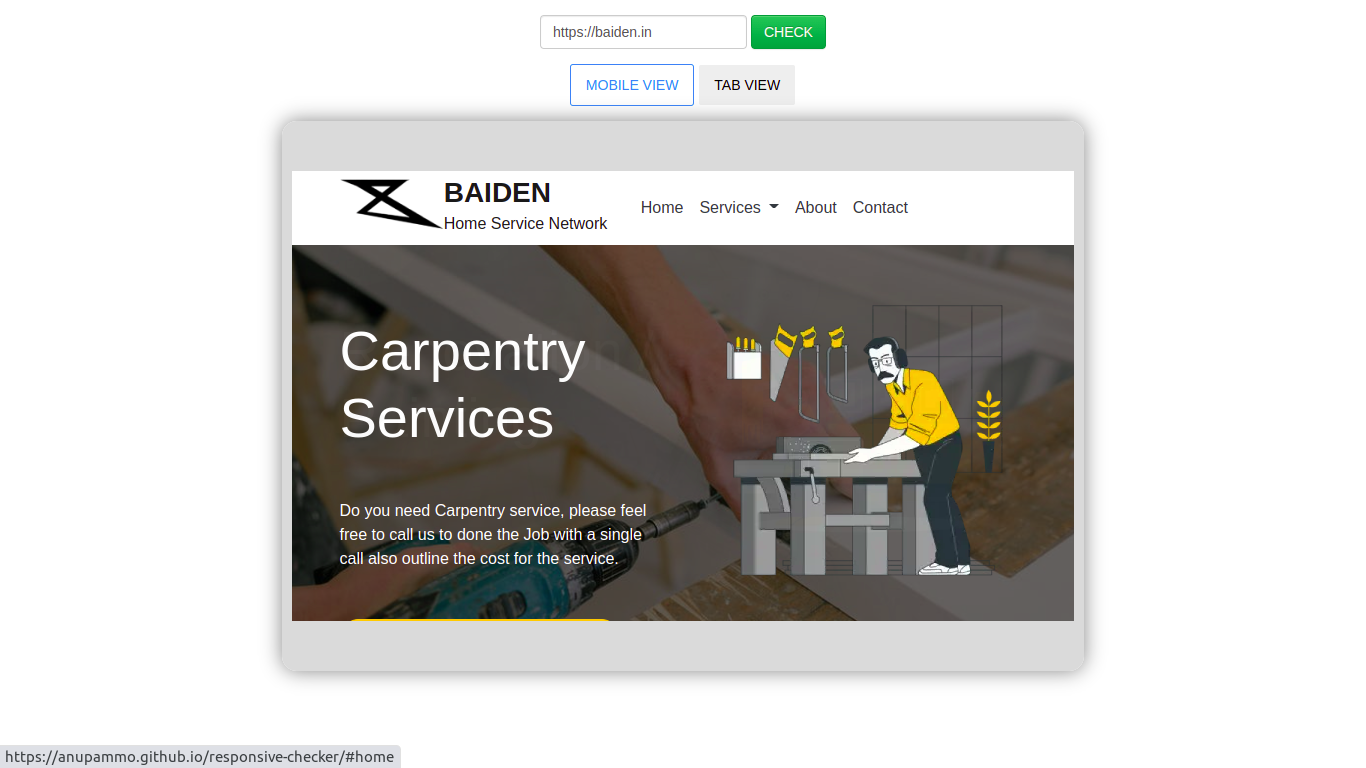 https://baiden.in CHECK
MOBILE VIEW TAB VIEW
BAIDEN
Home Service Network
Home Services About Contact
Carpentry
Services
Do you need Carpentry service, please feel
free to call us to done the Job with a single
call also outline the cost for the service.
https://anupammo.github.io/responsive-checker/#home